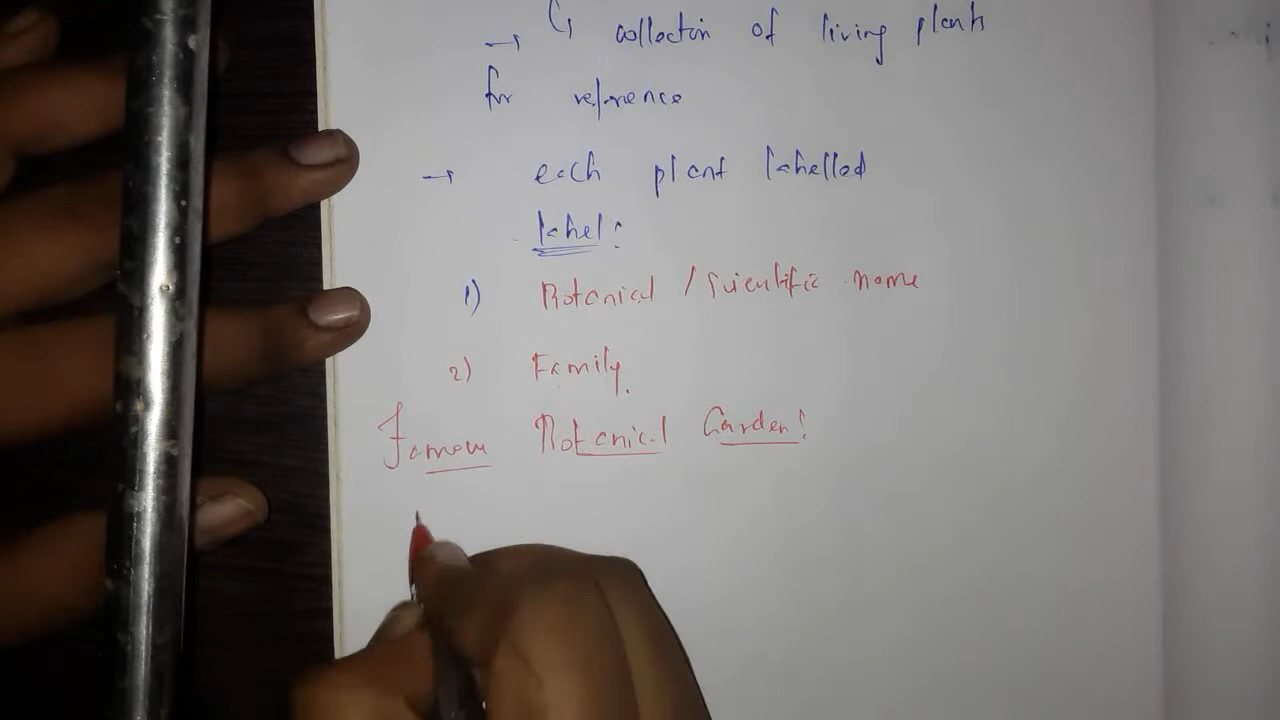 → collection of living plants
for reference
→ each plant labelled
label:
1) Botanical / Scientific name
2) Family.
Famous Botanical Garden: